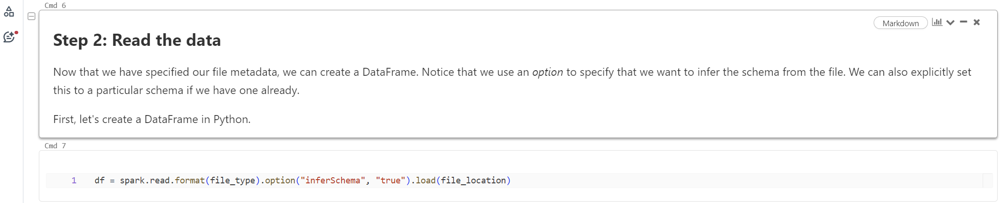 Cmd 6
Markdown
Step 2: Read the data
Now that we have specified our file metadata, we can create a DataFrame. Notice that we use an option to specify that we want to infer the schema from the file. We can also explicitly set
this to a particular schema if we have one already.
First, let's create a DataFrame in Python.
Cmd 7
1 df = spark.read.format(file_type).option("inferSchema", "true").load(file_location)